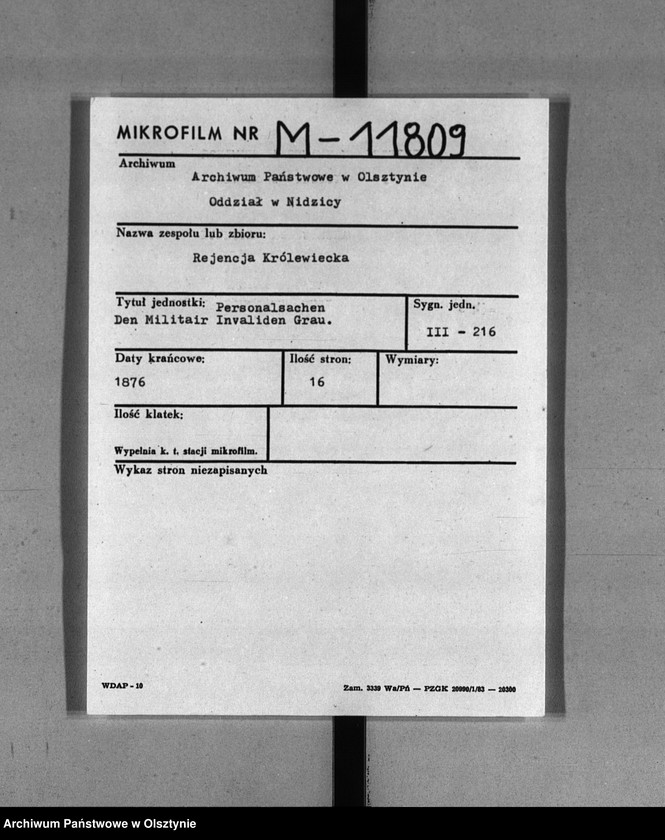 MIKROFILM NR M-11809
Archiwum
Archiwum Państwowe w Olsztynie
Oddział w Nidzicy
Nazwa zespołu lub zbioru:
Rejencja Królewiecka
Tytuł jednostki: Personalsachen
Den Militair Invaliden Grau.
Sygn. jedn.
III - 216
Daty krańcowe:
1876
Ilość stron:
16
Wymiary:
Ilość klatek:
Wypełnia k. t. stacji mikrofilm.
Wykaz stron niezapisanych
WDAP - 10
Zam. 3339 Wa/Pń — PZGK 20999/1/83 — 20300
Archiwum Państwowe w Olsztynie